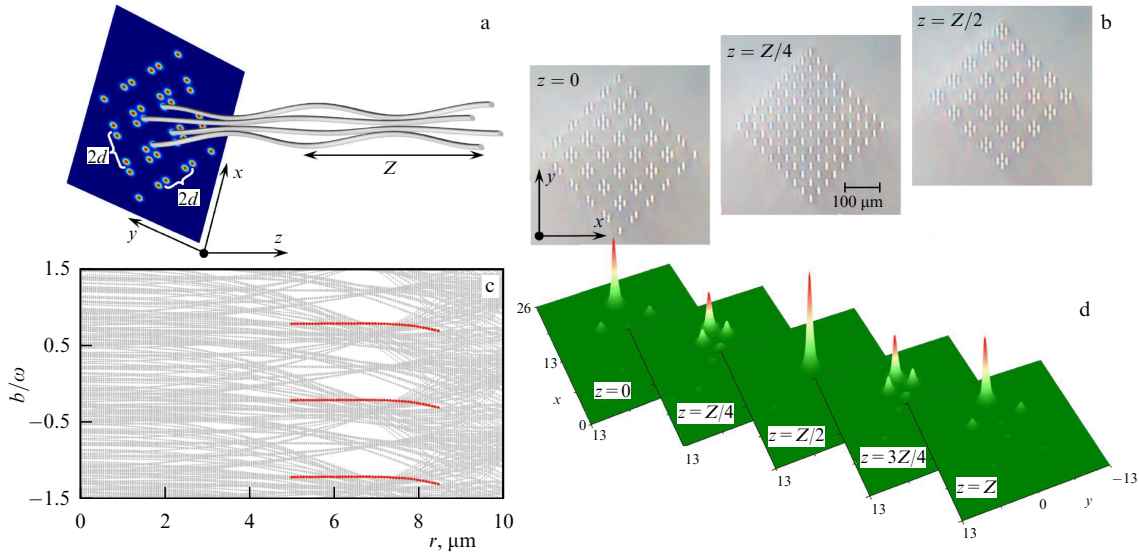 a
2d
2d
Z
x
y
z
z = 0
y
x
z = Z/4
100 μm
z = Z/2
b
c
1.5
0.5
−0.5
−1.5
b/ω
0
2
4
6
8
10
r, μm
d
26
13
0
x
13
13
13
13
13
0
−13
y
z = 0
z = Z/4
z = Z/2
z = 3Z/4
z = Z